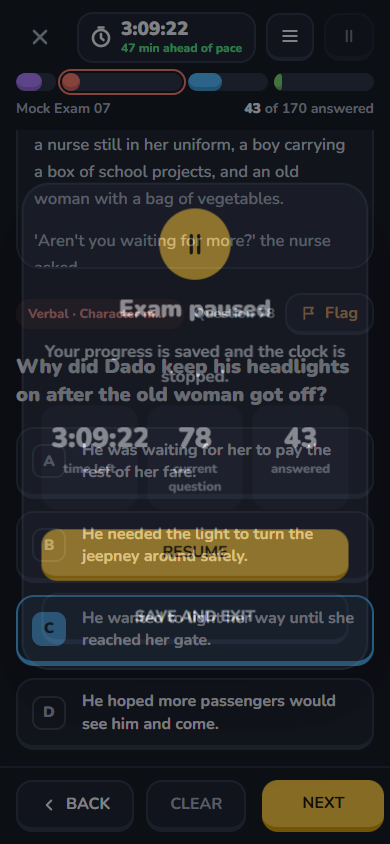 3:09:22
47 min ahead of pace
Mock Exam 07
43 of 170 answered
a nurse still in her uniform, a boy carrying
a box of school projects, and an old
woman with a bag of vegetables.
'Aren't you waiting for more?' the nurse
asked.
Verbal · Character
Flag
Exam paused
Your progress is saved and the clock is
stopped.
Why did Dado keep his headlights
on after the old woman got off?
3:09:22
time left
78
current
question
43
answered
A
He was waiting for her to pay the
rest of her fare.
B
He needed the light to turn the
jeepney around safely.
RESUME
C
He wanted to light her way until she
reached her gate.
SAVE AND EXIT
D
He hoped more passengers would
see him and come.
BACK
CLEAR
NEXT